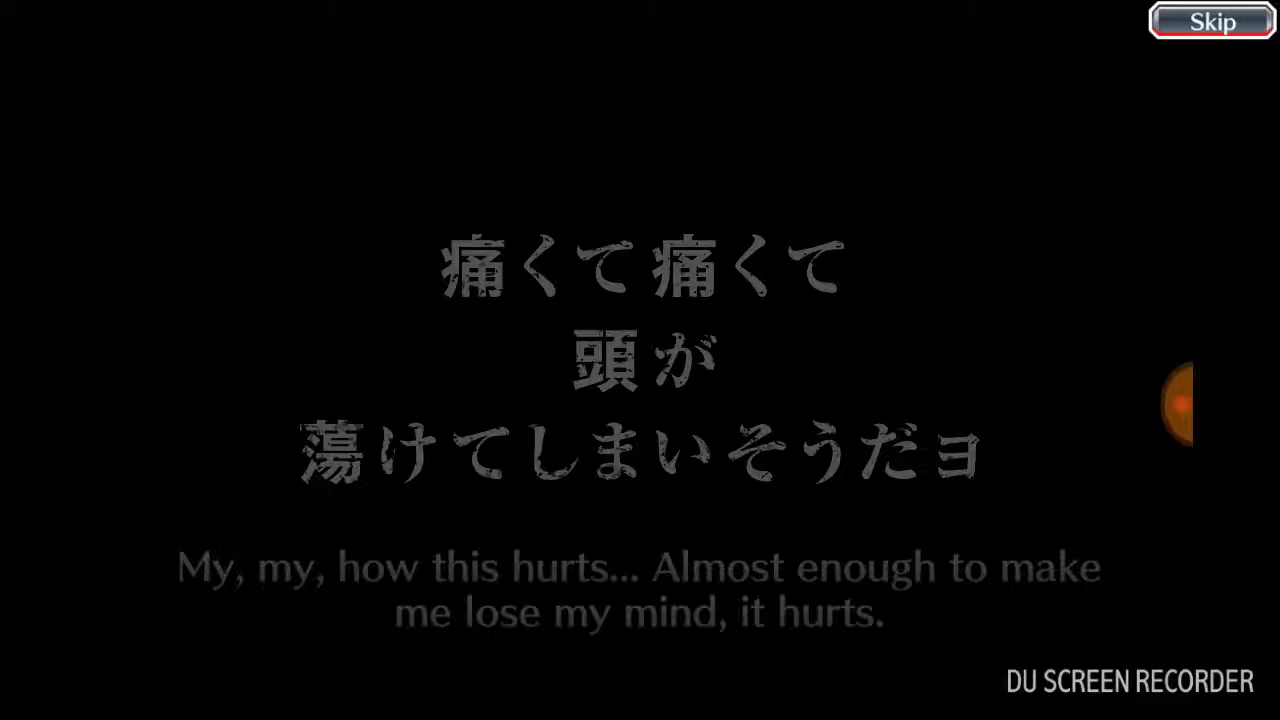 Skip
痛くて痛くて
頭が
蕩けてしまいそうだヨ
My, my, how this hurts... Almost enough to make
me lose my mind, it hurts.
DU SCREEN RECORDER